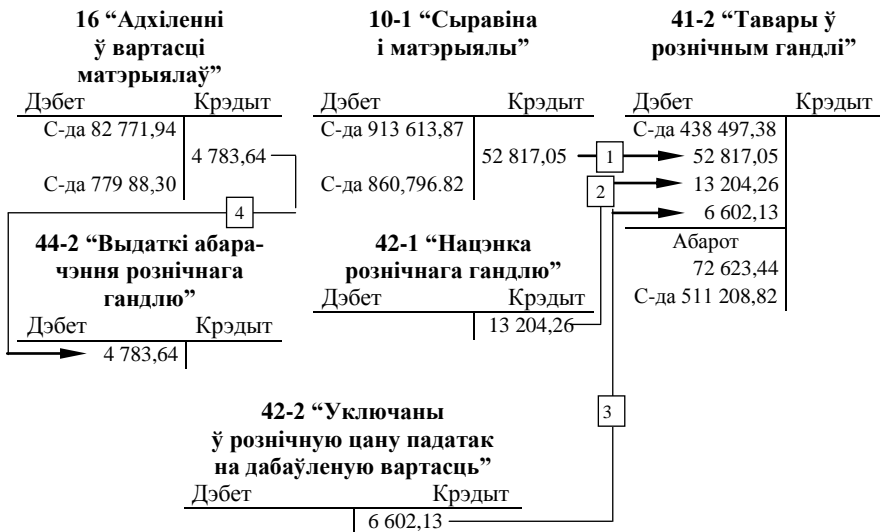 16 “Адхіленні
ў вартасці
матэрыялаў”
Дэбет Крэдыт
С-да 82 771,94
4 783,64
С-да 779 88,30
10-1 “Сыравіна
і матэрыялы”
Дэбет Крэдыт
С-да 913 613,87
52 817,05
С-да 860,796.82
41-2 “Тавары ў
рознічным гандлі”
Дэбет Крэдыт
С-да 438 497,38
1
52 817,05
2
13 204,26
6 602,13
Абарот
72 623,44
С-да 511 208,82
4
44-2 “Выдаткі абара-
чэння рознічнага
гандлю”
Дэбет Крэдыт
4 783,64
42-1 “Нацэнка
рознічнага гандлю”
Дэбет Крэдыт
13 204,26
3
42-2 “Уключаны
ў рознічную цану падатак
на дабаўленую вартасць”
Дэбет Крэдыт
6 602,13